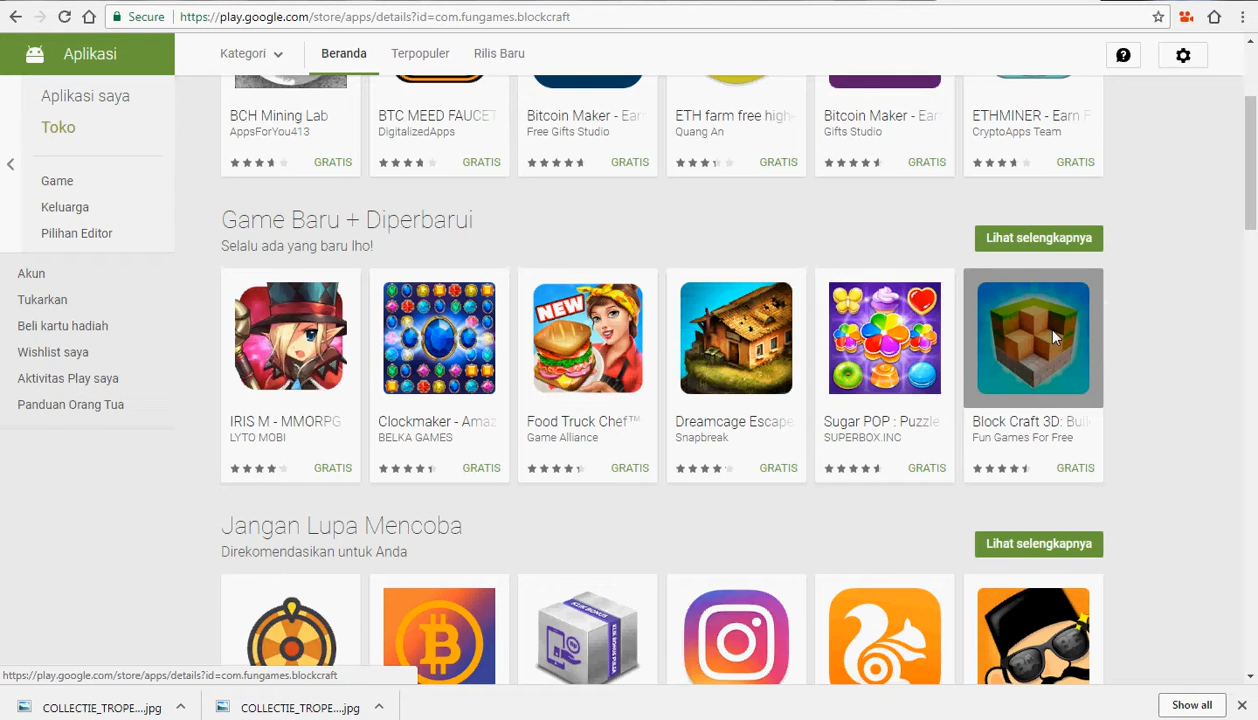 Secure
https://play.google.com/store/apps/details?id=com.fungames.blockcraft
Aplikasi
Kategori
Beranda
Terpopuler
Rilis Baru
Aplikasi saya
Toko
Game
Keluarga
Pilihan Editor
Akun
Tukarkan
Beli kartu hadiah
Wishlist saya
Aktivitas Play saya
Panduan Orang Tua
BCH Mining Lab
AppsForYou413
GRATIS
BTC MEED FAUCET
DigitalizedApps
GRATIS
Bitcoin Maker - Ear
Free Gifts Studio
GRATIS
ETH farm free high
Quang An
GRATIS
Bitcoin Maker - Ear
Gifts Studio
GRATIS
ETHMINER - Earn F
CryptoApps Team
GRATIS
Game Baru + Diperbarui
Selalu ada yang baru lho!
Lihat selengkapnya
IRIS M - MMORPG
LYTO MOBI
GRATIS
Clockmaker - Amaz
BELKA GAMES
GRATIS
NEW
Food Truck Chef™
Game Alliance
GRATIS
Dreamcage Escape
Snapbreak
GRATIS
Sugar POP : Puzzle
SUPERBOX.INC
GRATIS
Block Craft 3D: Buil
Fun Games For Free
GRATIS
Jangan Lupa Mencoba
Direkomendasikan untuk Anda
Lihat selengkapnya
https://play.google.com/store/apps/details?id=com.fungames.blockcraft
COLLECTIE_TROPE....jpg
COLLECTIE_TROPE....jpg
Show all